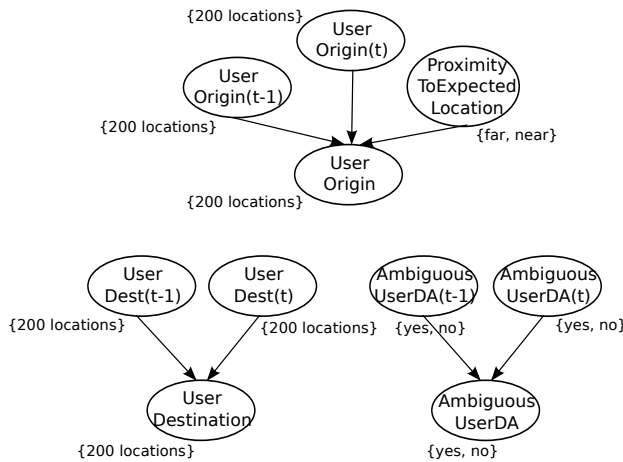 {200 locations}
User
Origin(t)
User
Origin(t-1)
Proximity
ToExpected
Location
{200 locations}
{far, near}
User
Origin
{200 locations}
User
Dest(t-1)
User
Dest(t)
Ambiguous
UserDA(t-1)
Ambiguous
UserDA(t)
{200 locations}
{200 locations}
{yes, no}
{yes, no}
User
Destination
Ambiguous
UserDA
{200 locations}
{yes, no}